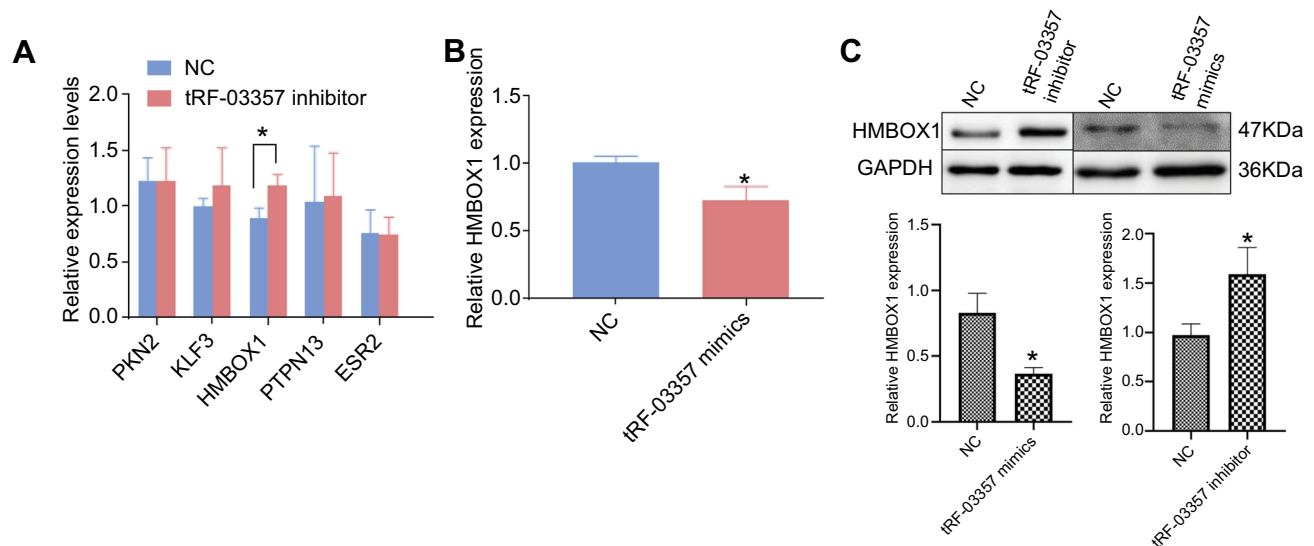 A
NC
tRF-03357 inhibitor
Relative expression levels
2.0
1.5
1.0
0.5
0.0
*
PKN2
KLF3
HMBOX1
PTPN13
ESR2
B
Relative HMBOX1 expression
1.5
1.0
0.5
0.0
*
NC
tRF-03357 mimics
C
NC
tRF-03357
inhibitor
NC
tRF-03357
mimics
HMBOX1
47KDa
GAPDH
36KDa
Relative HMBOX1 expression
1.0
0.5
0.0
*
NC
tRF-03357 mimics
Relative HMBOX1 expression
2.0
1.5
1.0
0.5
0.0
*
NC
tRF-03357 inhibitor